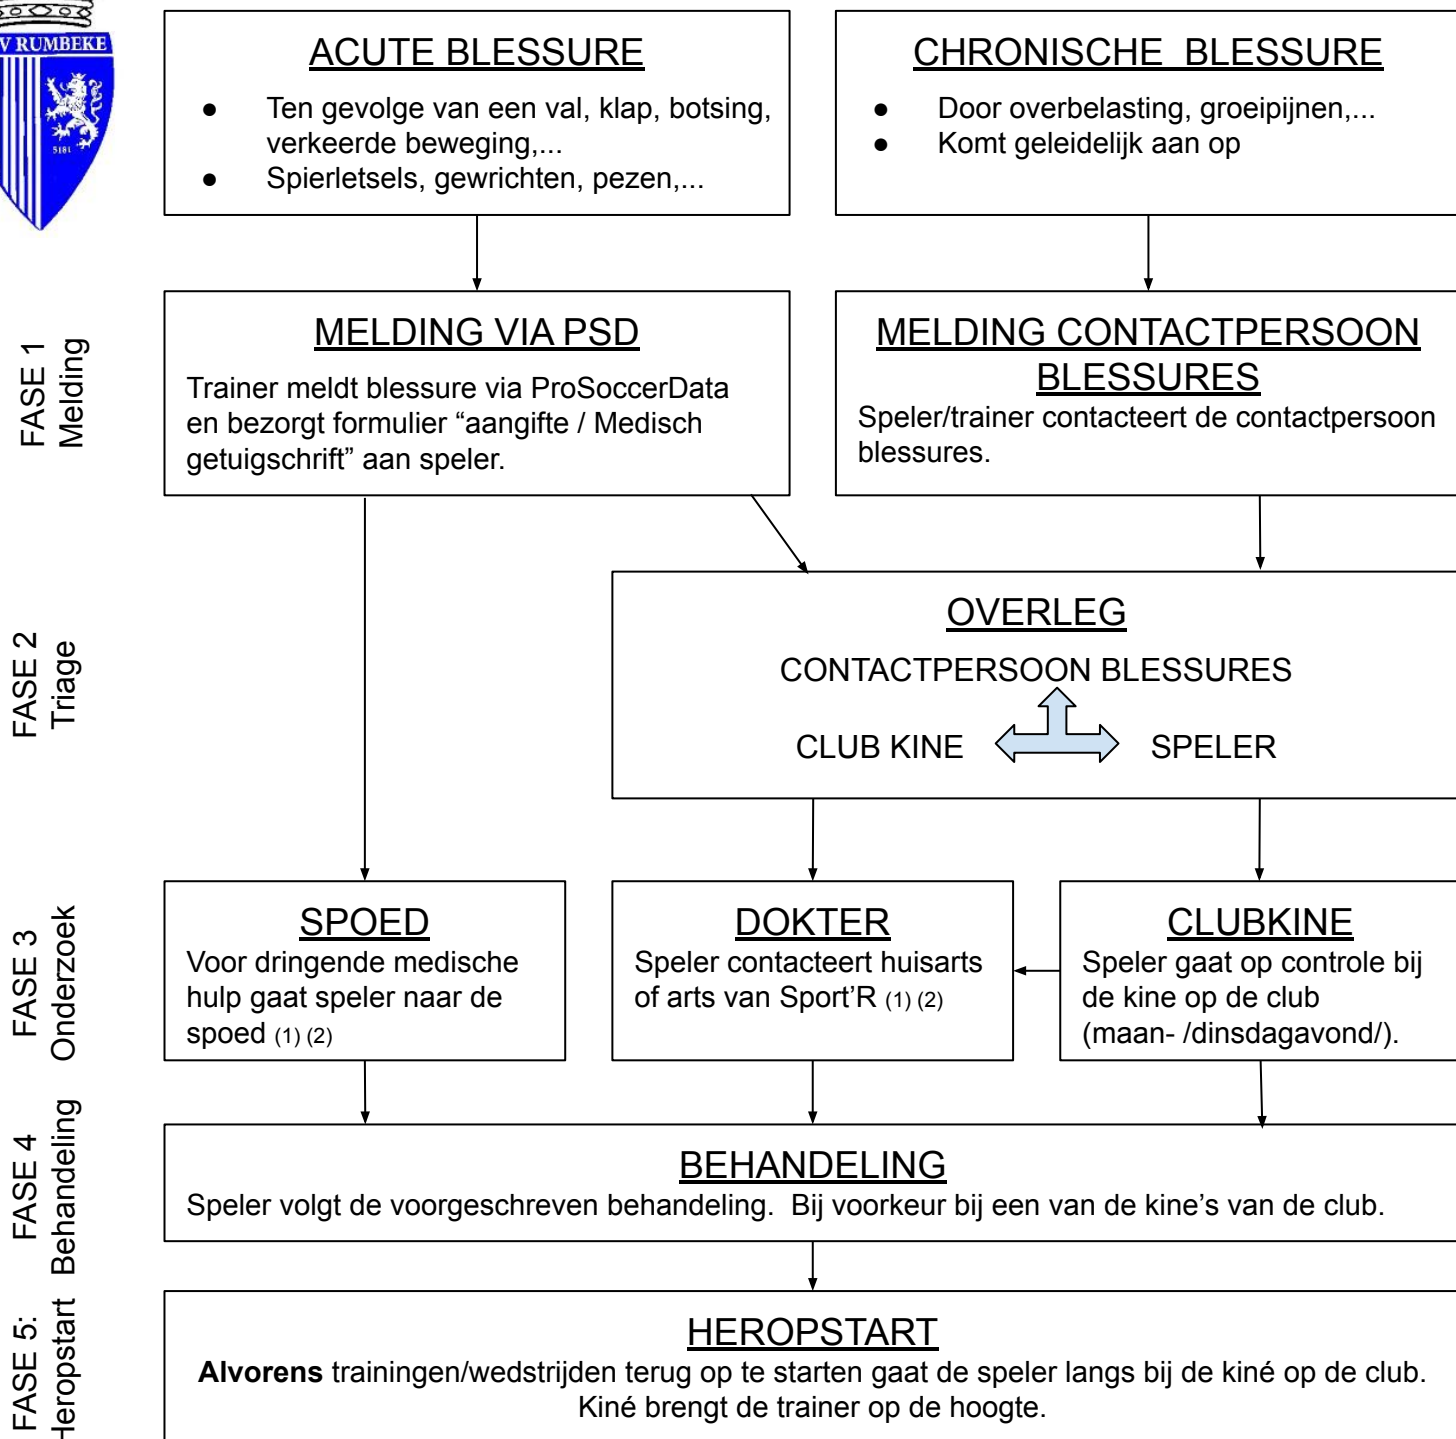 V RUMBEKE
5181
ACUTE BLESSURE
● Ten gevolge van een val, klap, botsing,
verkeerde beweging,...
● Spierletsels, gewrichten, pezen,...
CHRONISCHE BLESSURE
● Door overbelasting, groeipijnen,...
● Komt geleidelijk aan op
FASE 1
Melding
MELDING VIA PSD
Trainer meldt blessure via ProSoccerData
en bezorgt formulier “aangifte / Medisch
getuigschrift” aan speler.
MELDING CONTACTPERSOON
BLESSURES
Speler/trainer contacteert de contactpersoon
blessures.
FASE 2
Triage
OVERLEG
CONTACTPERSOON BLESSURES
CLUB KINE SPELER
FASE 3
Onderzoek
SPOED
Voor dringende medische
hulp gaat speler naar de
spoed (1) (2)
DOKTER
Speler contacteert huisarts
of arts van Sport’R (1) (2)
CLUBKINE
Speler gaat op controle bij
de kine op de club
(maan- /dinsdagavond/).
FASE 4
Behandeling
BEHANDELING
Speler volgt de voorgeschreven behandeling. Bij voorkeur bij een van de kine’s van de club.
FASE 5:
Heropstart
HEROPSTART
Alvorens trainingen/wedstrijden terug op te starten gaat de speler langs bij de kiné op de club.
Kiné brengt de trainer op de hoogte.